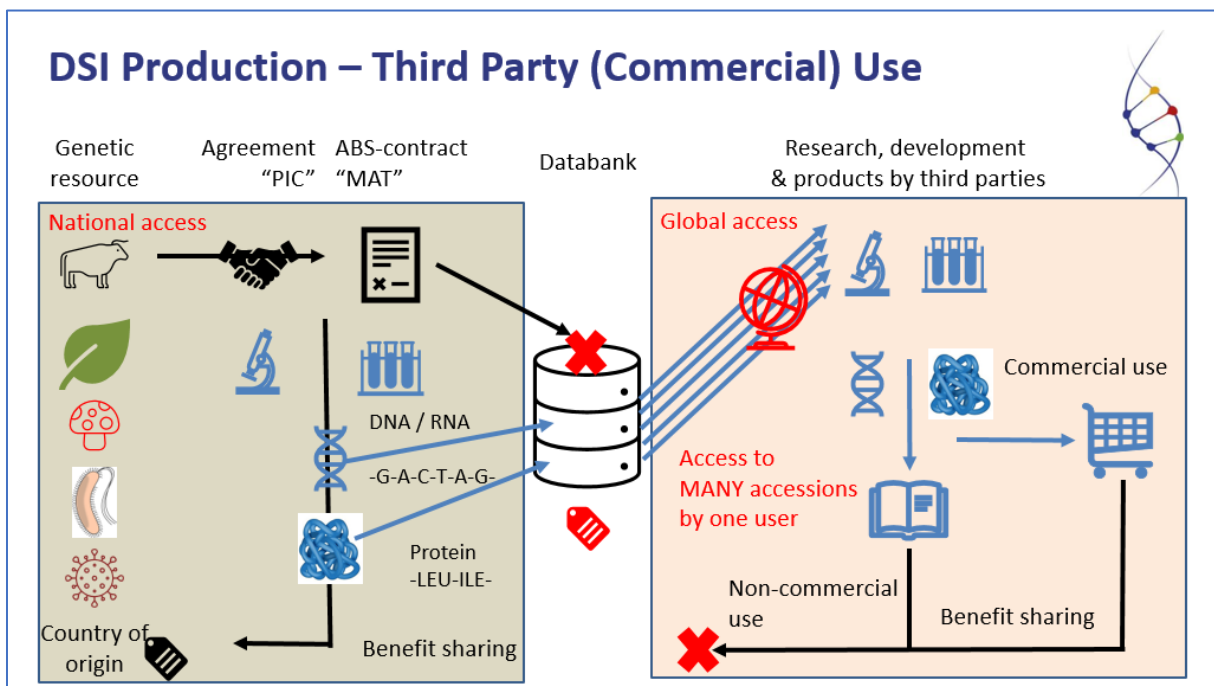 DSI Production – Third Party (Commercial) Use
Genetic
resource
Agreement
“PIC”
ABS-contract
“MAT”
Databank
Research, development
& products by third parties
National access
DNA / RNA
-G-A-C-T-A-G-
Protein
-LEU-ILE-
Country of
origin
Benefit sharing
Global access
Commercial use
Access to
MANY accessions
by one user
Non-commercial
use
Benefit sharing